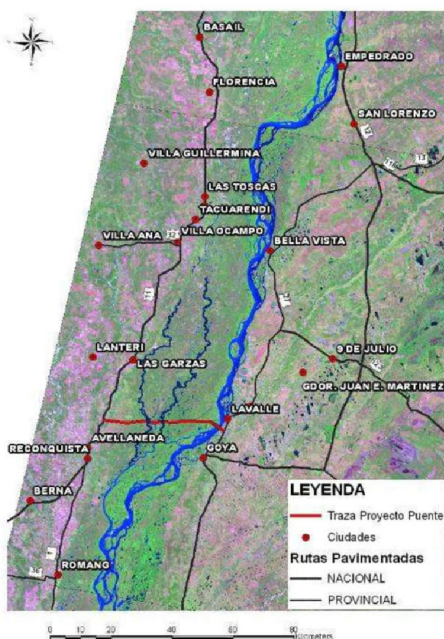 BASAIL
EMPEDRADO
FLORENCIA
SAN LORENZO
VILLA GUILLERMINA
LAS TOSCAS
TACUARENDI
VILLA ANA
VILLA OCAMPO
BELLA VISTA
LANTERI
LAS GARZAS
9 DE JULIO
GDOR. JUAN E. MARTINEZ
LAVALLE
AVELLANEDA
RECONQUISTA
GOYA
BERNA
ROMANG
LEYENDA
Traza Proyecto Puente
Ciudades
Rutas Pavimentadas
NACIONAL
PROVINCIAL
0 10 20 40 60 80
Kilometers